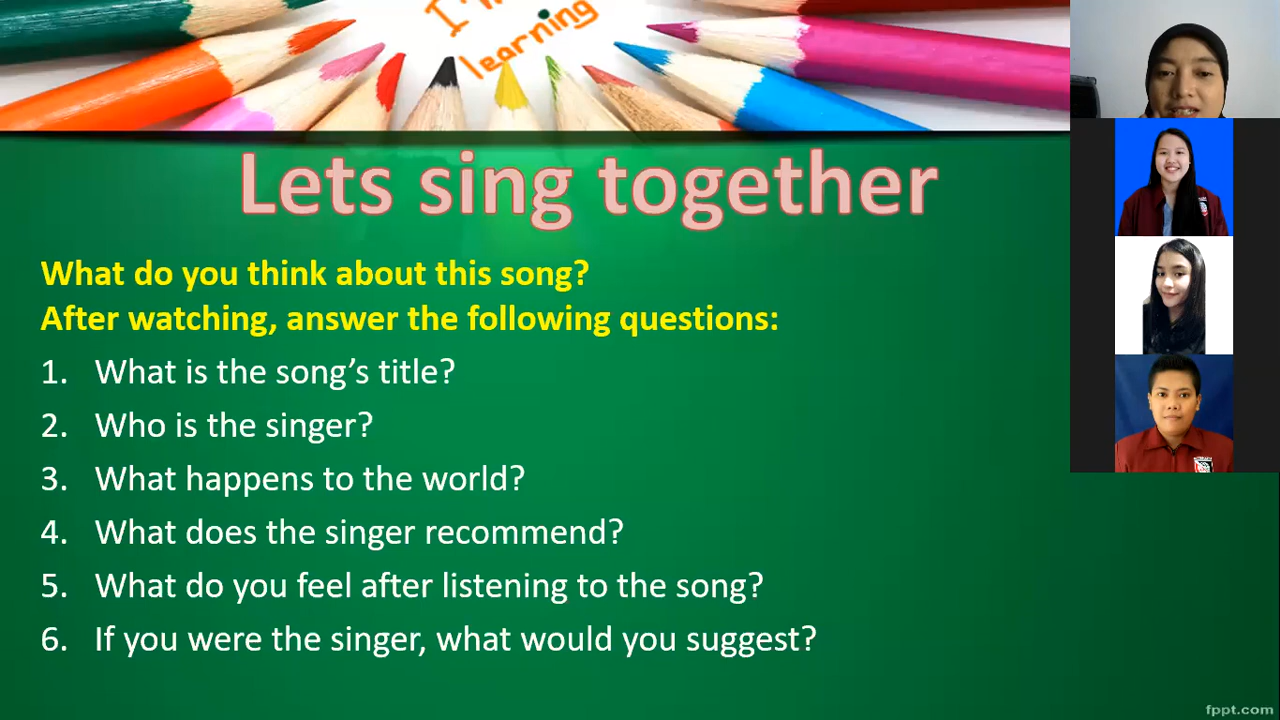 I'm
learning
Lets sing together
What do you think about this song?
After watching, answer the following questions:
1. What is the song’s title?
2. Who is the singer?
3. What happens to the world?
4. What does the singer recommend?
5. What do you feel after listening to the song?
6. If you were the singer, what would you suggest?
fppt.com